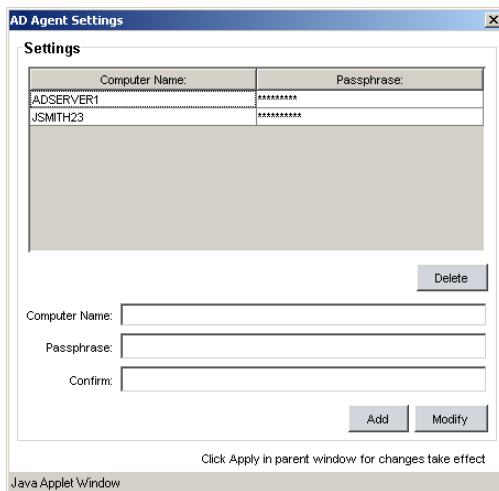 AD Agent Settings
Settings
Computer Name: Passphrase:
ADSERVER1 *********
JSMITH23 **********
Delete
Computer Name:
Passphrase:
Confirm:
Add Modify
Click Apply in parent window for changes take effect
Java Applet Window